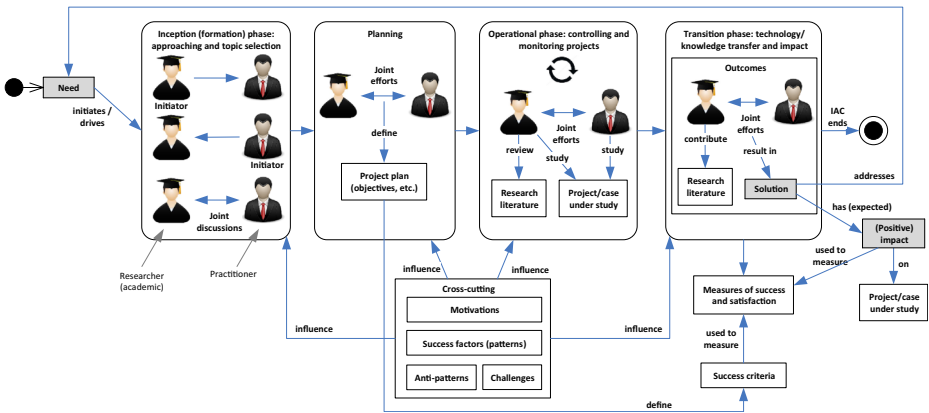 Need
initiates /
drives
Inception (formation) phase:
approaching and topic selection
Initiator
Initiator
Joint
discussions
Researcher
(academic)
Practitioner
Planning
Joint
efforts
define
Project plan
(objectives, etc.)
Operational phase: controlling and
monitoring projects
Joint
efforts
review
study
study
Research
literature
Project/case
under study
Transition phase: technology/
knowledge transfer and impact
Outcomes
Joint
efforts
contribute
result in
Research
literature
Solution
IAC
ends
addresses
has (expected)
(Positive)
impact
used to
measure
on
Project/case
under study
Measures of success
and satisfaction
used to
measure
Success criteria
define
influence
influence
influence
influence
Cross-cutting
Motivations
Success factors (patterns)
Anti-patterns
Challenges